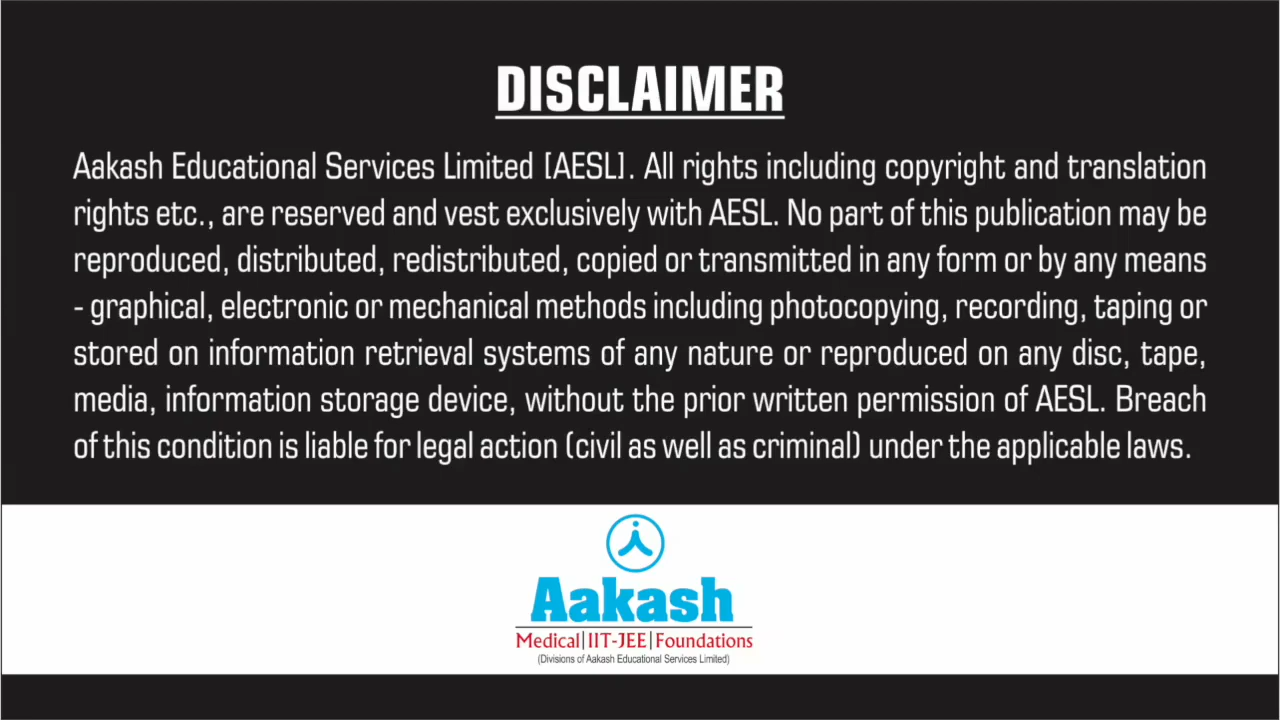 DISCLAIMER
Aakash Educational Services Limited [AESL]. All rights including copyright and translation
rights etc., are reserved and vest exclusively with AESL. No part of this publication may be
reproduced, distributed, redistributed, copied or transmitted in any form or by any means
- graphical, electronic or mechanical methods including photocopying, recording, taping or
stored on information retrieval systems of any nature or reproduced on any disc, tape,
media, information storage device, without the prior written permission of AESL. Breach
of this condition is liable for legal action (civil as well as criminal) under the applicable laws.
Aakash
Medical|IIT-JEE|Foundations
(Divisions of Aakash Educational Services Limited)